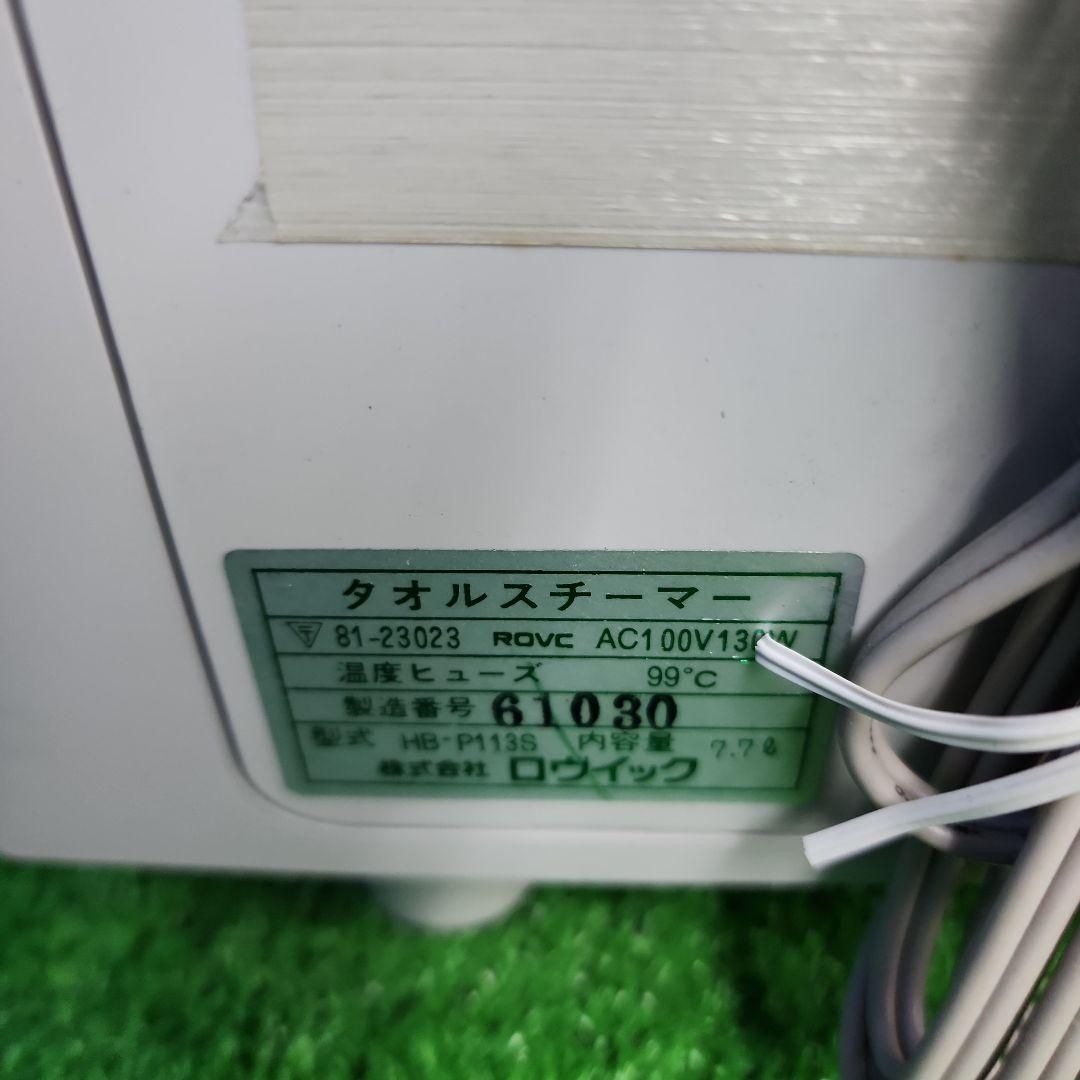 タオルスチーマー
〒 81-23023 ROVC AC100V130W
温度ヒューズ 99℃
製造番号 61030
型式 HB-P113S 内容量 7.7ℓ
株式会社 ロウイック